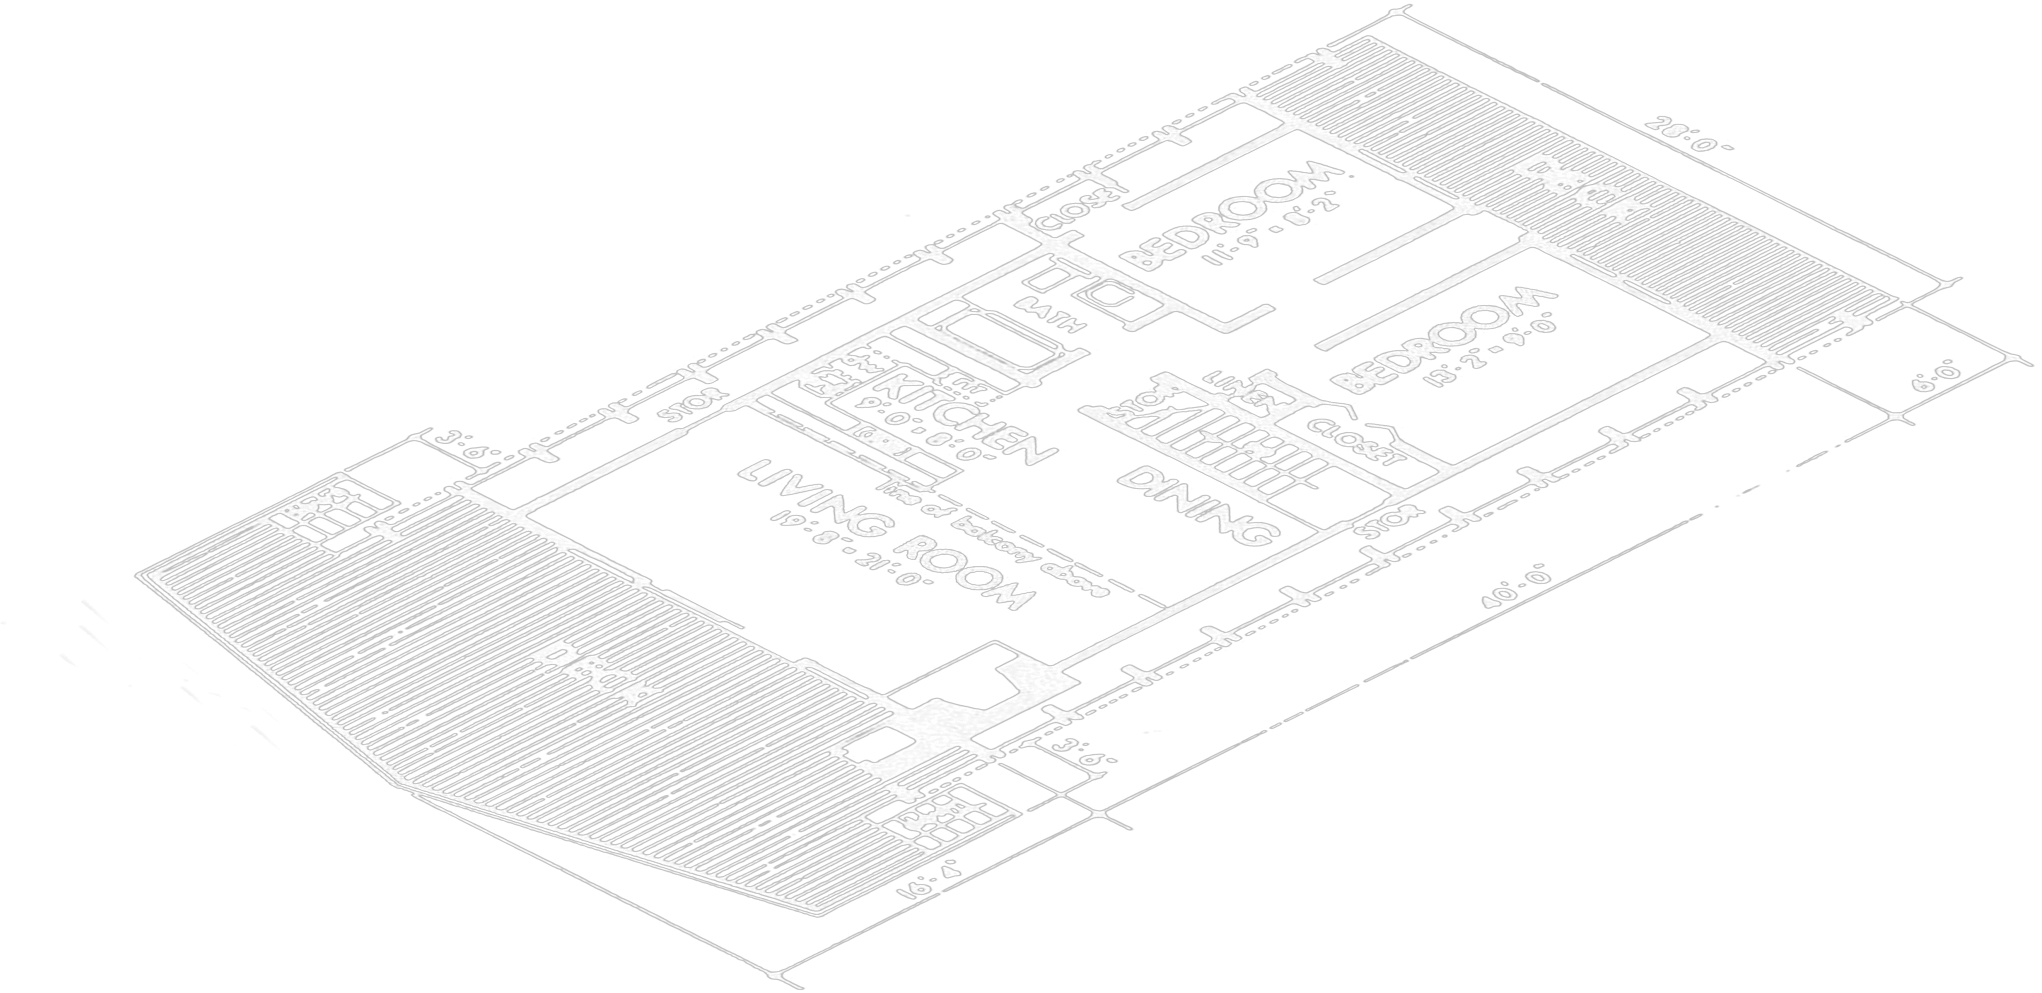 28'-0"
BEDROOM
11'-9" - 8'-2"
CLOSET
BATH
BEDROOM
13'-2" - 9'-0"
6'-0"
LIN
KITCHEN
9'-0" - 8'-0"
STOR
STOR
CLOSET
3'-6"
DINING
LIVING ROOM
19'-8" - 21'-0"
line of balcony above
STOR
40'-0"
3'-6"
16'-4"